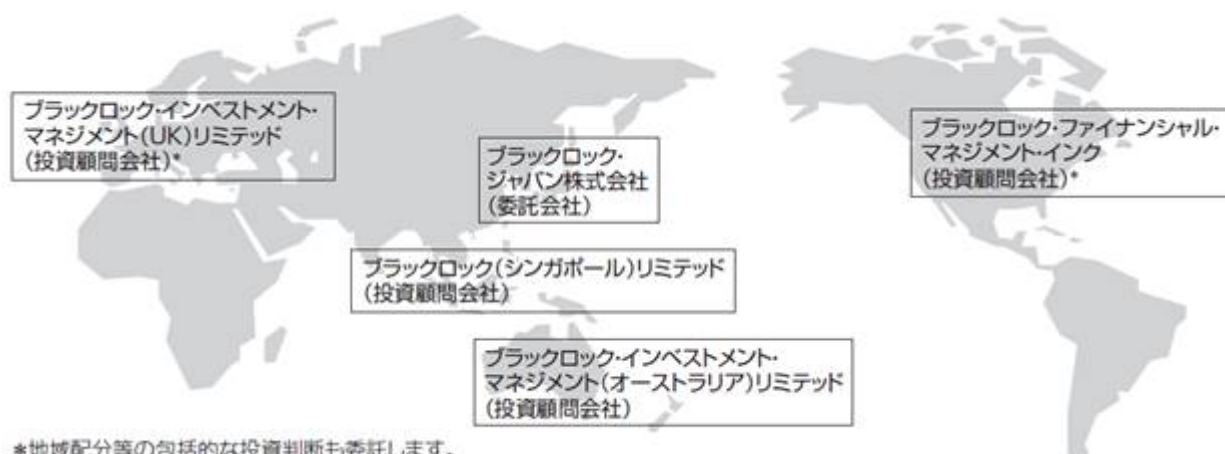 ブラックロック・インベストメント・
マネジメント(UK)リミテッド
(投資顧問会社)*
ブラックロック・
ジャパン株式会社
(委託会社)
ブラックロック・ファイナンシャル・
マネジメント・インク
(投資顧問会社)*
ブラックロック(シンガポール)リミテッド
(投資顧問会社)
ブラックロック・インベストメント・
マネジメント(オーストラリア)リミテッド
(投資顧問会社)
*地域配分等の包括的な投資判断も委託します。